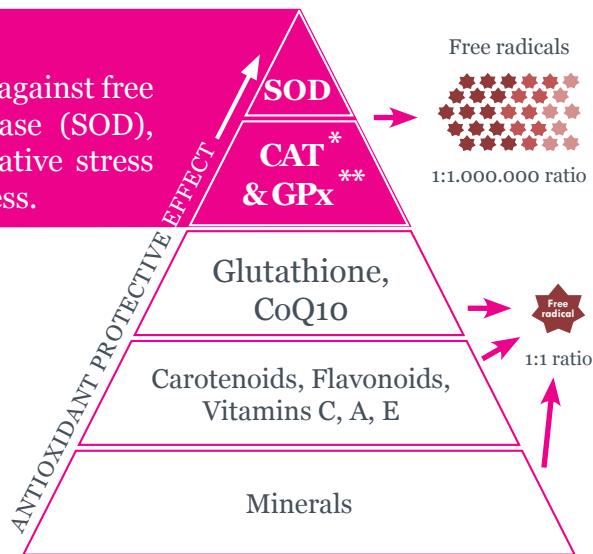 against free
ase (SOD),
ative stress
ess.
ANTIOXIDANT PROTECTIVE EFFECT
SOD
CAT*
& GPx**
Glutathione,
CoQ10
Carotenoids, Flavonoids,
Vitamins C, A, E
Minerals
Free radicals
1:1.000.000 ratio
Free
radical
1:1 ratio